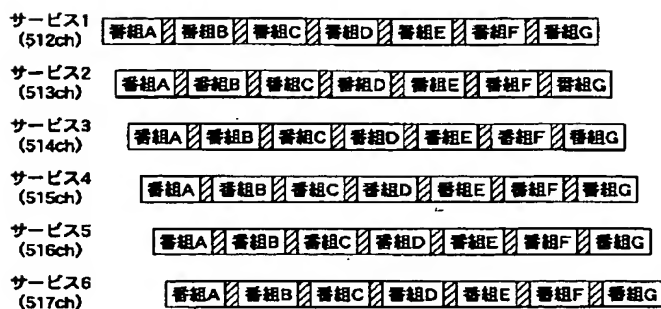 サービス1
(512ch)
番組A 番組B 番組C 番組D 番組E 番組F 番組G
サービス2
(513ch)
番組A 番組B 番組C 番組D 番組E 番組F 番組G
サービス3
(514ch)
番組A 番組B 番組C 番組D 番組E 番組F 番組G
サービス4
(515ch)
番組A 番組B 番組C 番組D 番組E 番組F 番組G
サービス5
(516ch)
番組A 番組B 番組C 番組D 番組E 番組F 番組G
サービス6
(517ch)
番組A 番組B 番組C 番組D 番組E 番組F 番組G